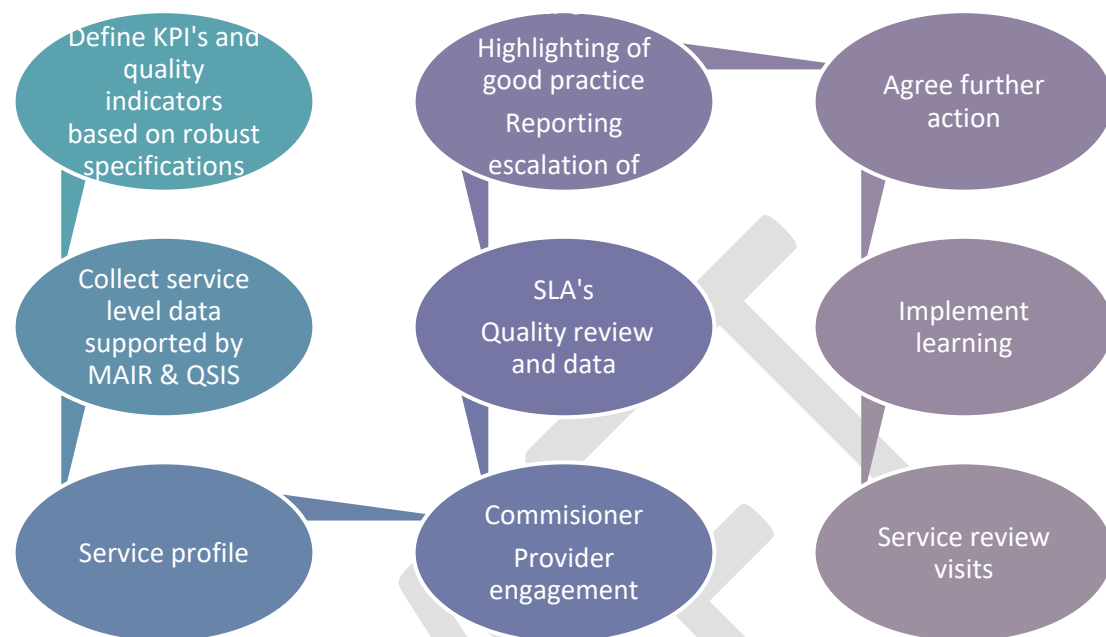 Define KPI's and
quality
indicators
based on robust
specifications
Collect service
level data
supported by
MAIR & QSIS
Service profile
Commisioner
Provider
engagement
SLA's
Quality review
and data
Highlighting of
good practice
Reporting
escalation of
Agree further
action
Implement
learning
Service review
visits